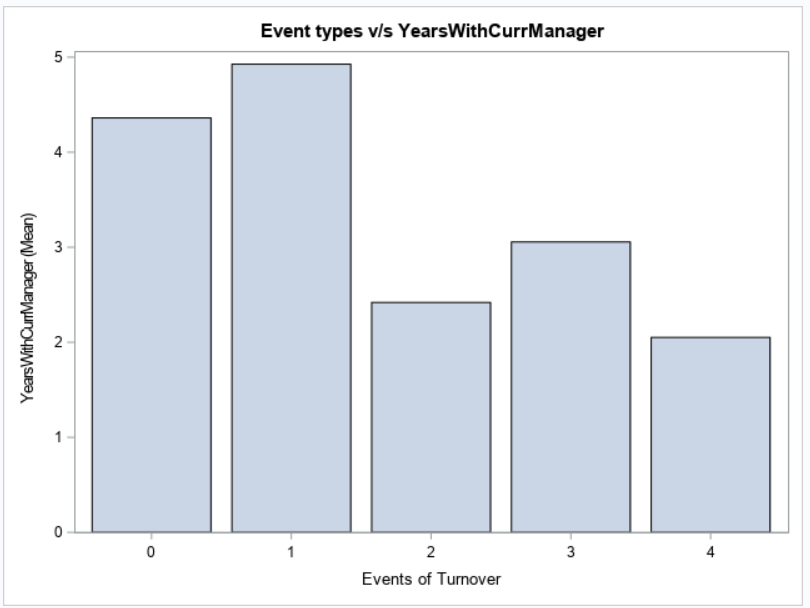 Event types v/s YearsWithCurrManager
YearsWithCurrManager (Mean)
5
4
3
2
1
0
0 1 2 3 4
Events of Turnover